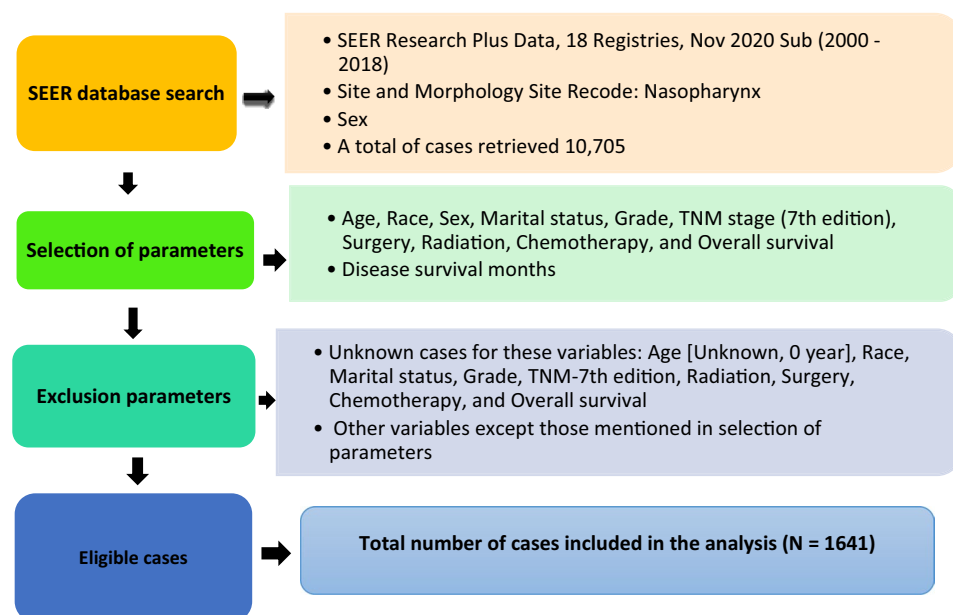 SEER database search
• SEER Research Plus Data, 18 Registries, Nov 2020 Sub (2000 -
2018)
• Site and Morphology Site Recode: Nasopharynx
• Sex
• A total of cases retrieved 10,705
Selection of parameters
• Age, Race, Sex, Marital status, Grade, TNM stage (7th edition),
Surgery, Radiation, Chemotherapy, and Overall survival
• Disease survival months
Exclusion parameters
• Unknown cases for these variables: Age [Unknown, 0 year], Race,
Marital status, Grade, TNM-7th edition, Radiation, Surgery,
Chemotherapy, and Overall survival
• Other variables except those mentioned in selection of
parameters
Eligible cases
Total number of cases included in the analysis (N = 1641)